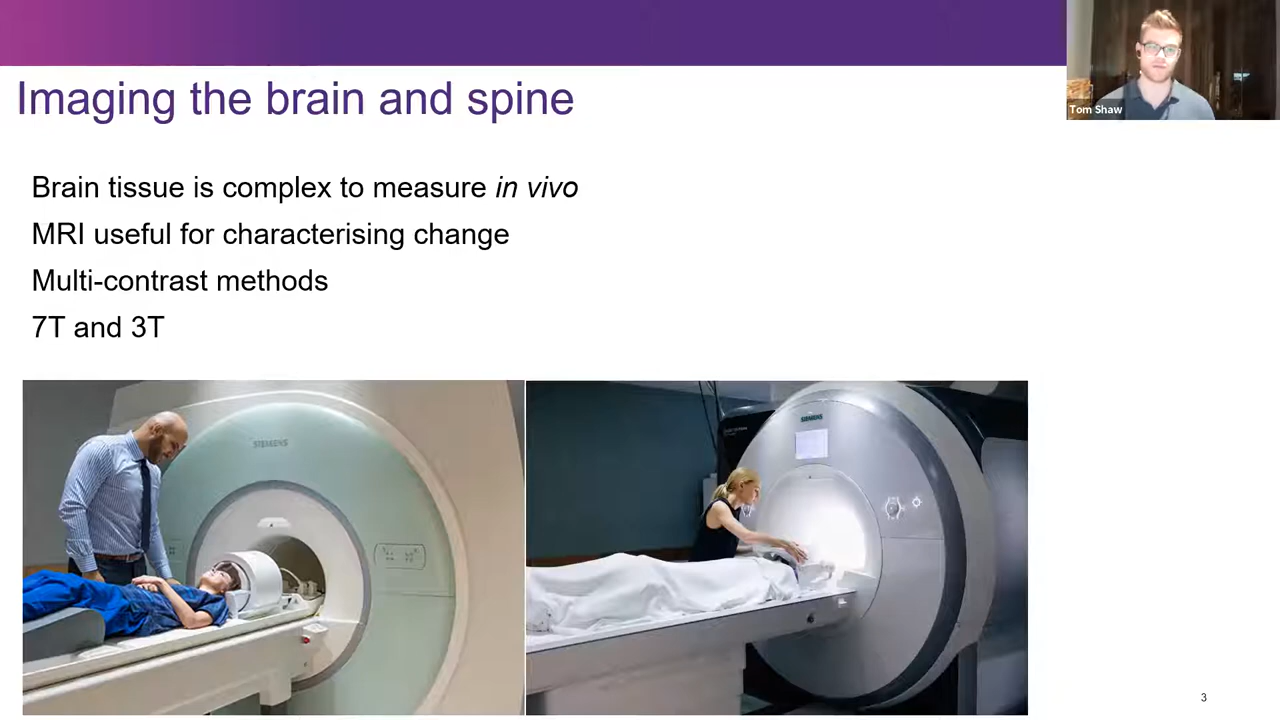 Imaging the brain and spine
Tom Shaw
Brain tissue is complex to measure in vivo
MRI useful for characterising change
Multi-contrast methods
7T and 3T
SIEMENS
SIEMENS
3